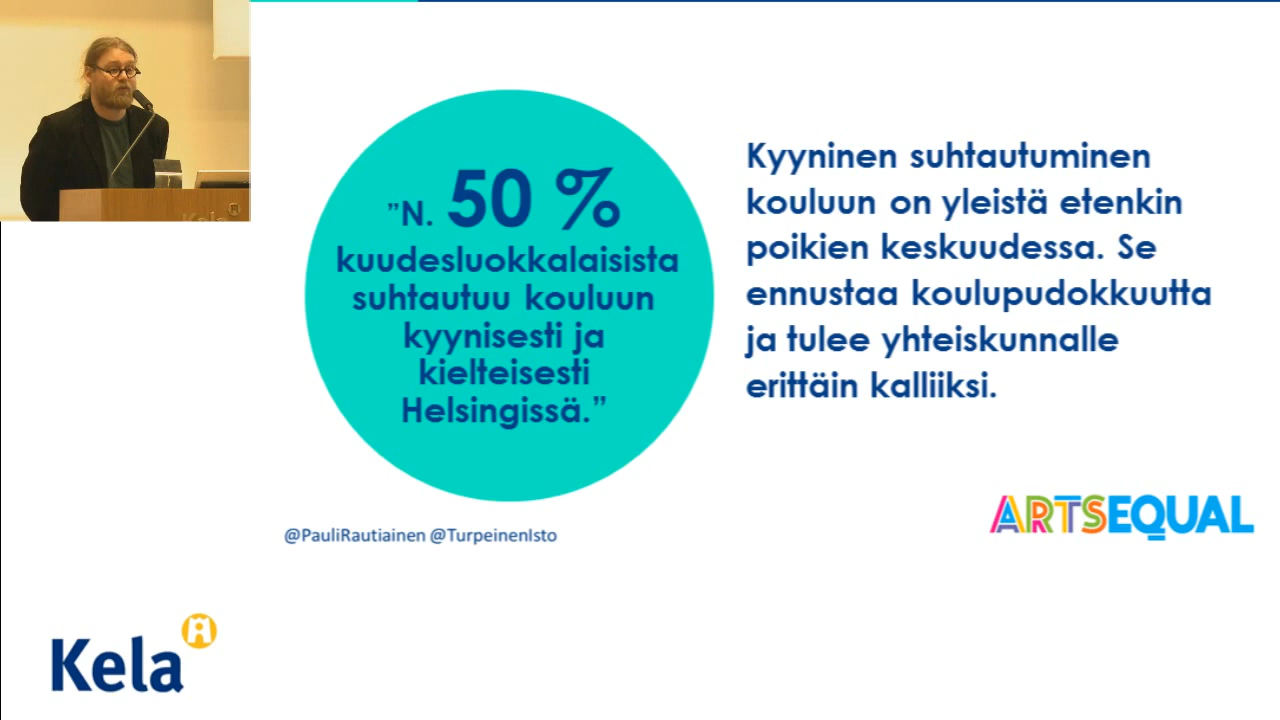 Kela
”N. 50 %
kuudesluokkalaisista
suhtautuu kouluun
kyynisesti ja
kielteisesti
Helsingissä.”
Kyyninen suhtautuminen
kouluun on yleistä etenkin
poikien keskuudessa. Se
ennustaa koulupudokkuutta
ja tulee yhteiskunnalle
erittäin kalliiksi.
@PauliRautiainen @TurpeinenIsto
ARTSEQUAL
Kela